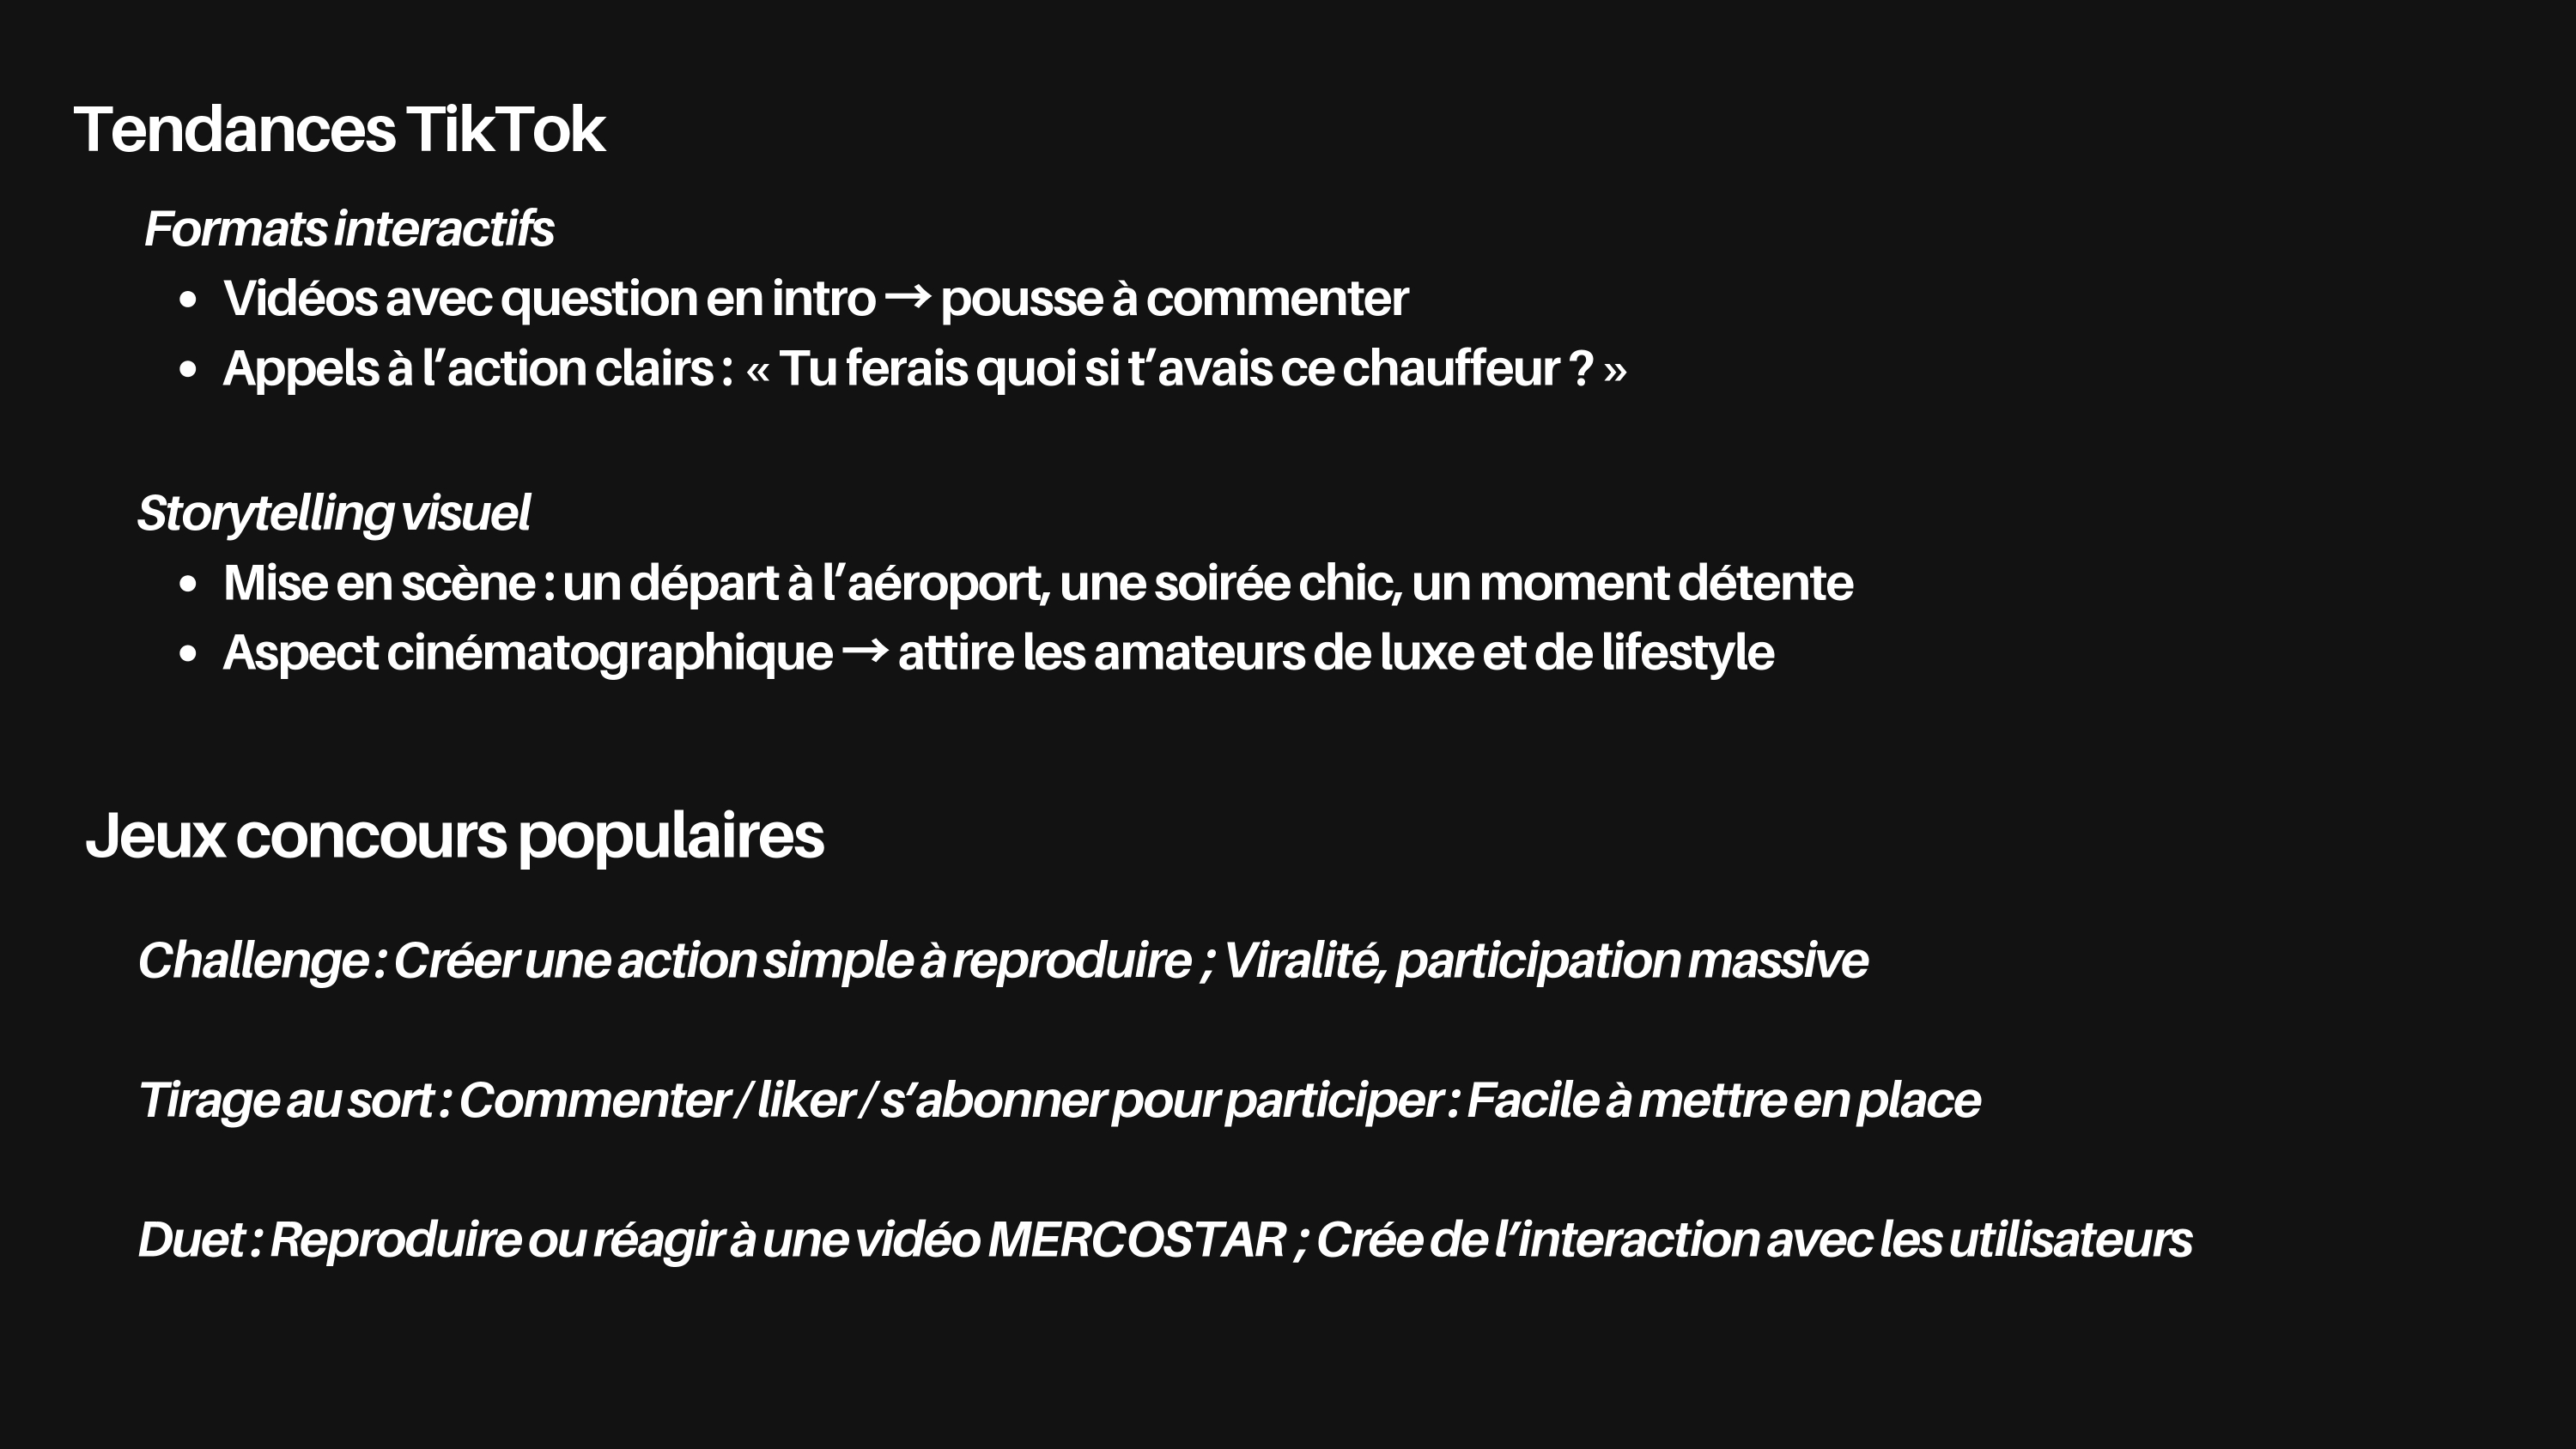 Tendances TikTok
Formats interactifs
• Vidéos avec question en intro → pousse à commenter
• Appels à l’action clairs : « Tu ferais quoi si t’avais ce chauffeur ? »
Storytelling visuel
• Mise en scène : un départ à l’aéroport, une soirée chic, un moment détente
• Aspect cinématographique → attire les amateurs de luxe et de lifestyle
Jeux concours populaires
Challenge : Créer une action simple à reproduire ; Viralité, participation massive
Tirage au sort : Commenter / liker / s’abonner pour participer : Facile à mettre en place
Duet : Reproduire ou réagir à une vidéo MERCOSTAR ; Crée de l’interaction avec les utilisateurs